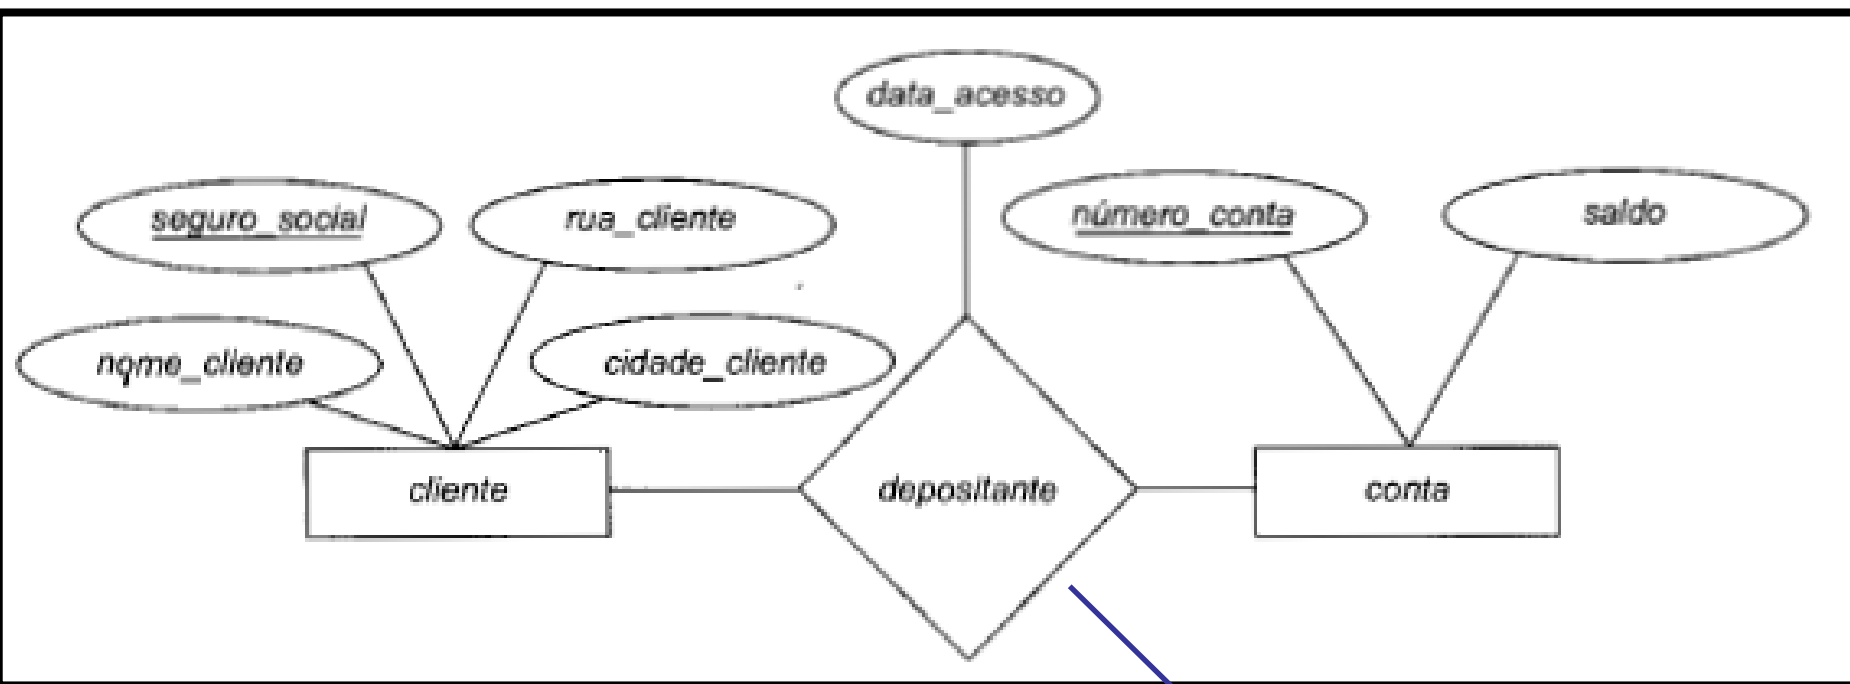 data_acesso
seguro_social
rua_cliente
número_conta
saldo
nome_cliente
cidade_cliente
cliente
depositante
conta